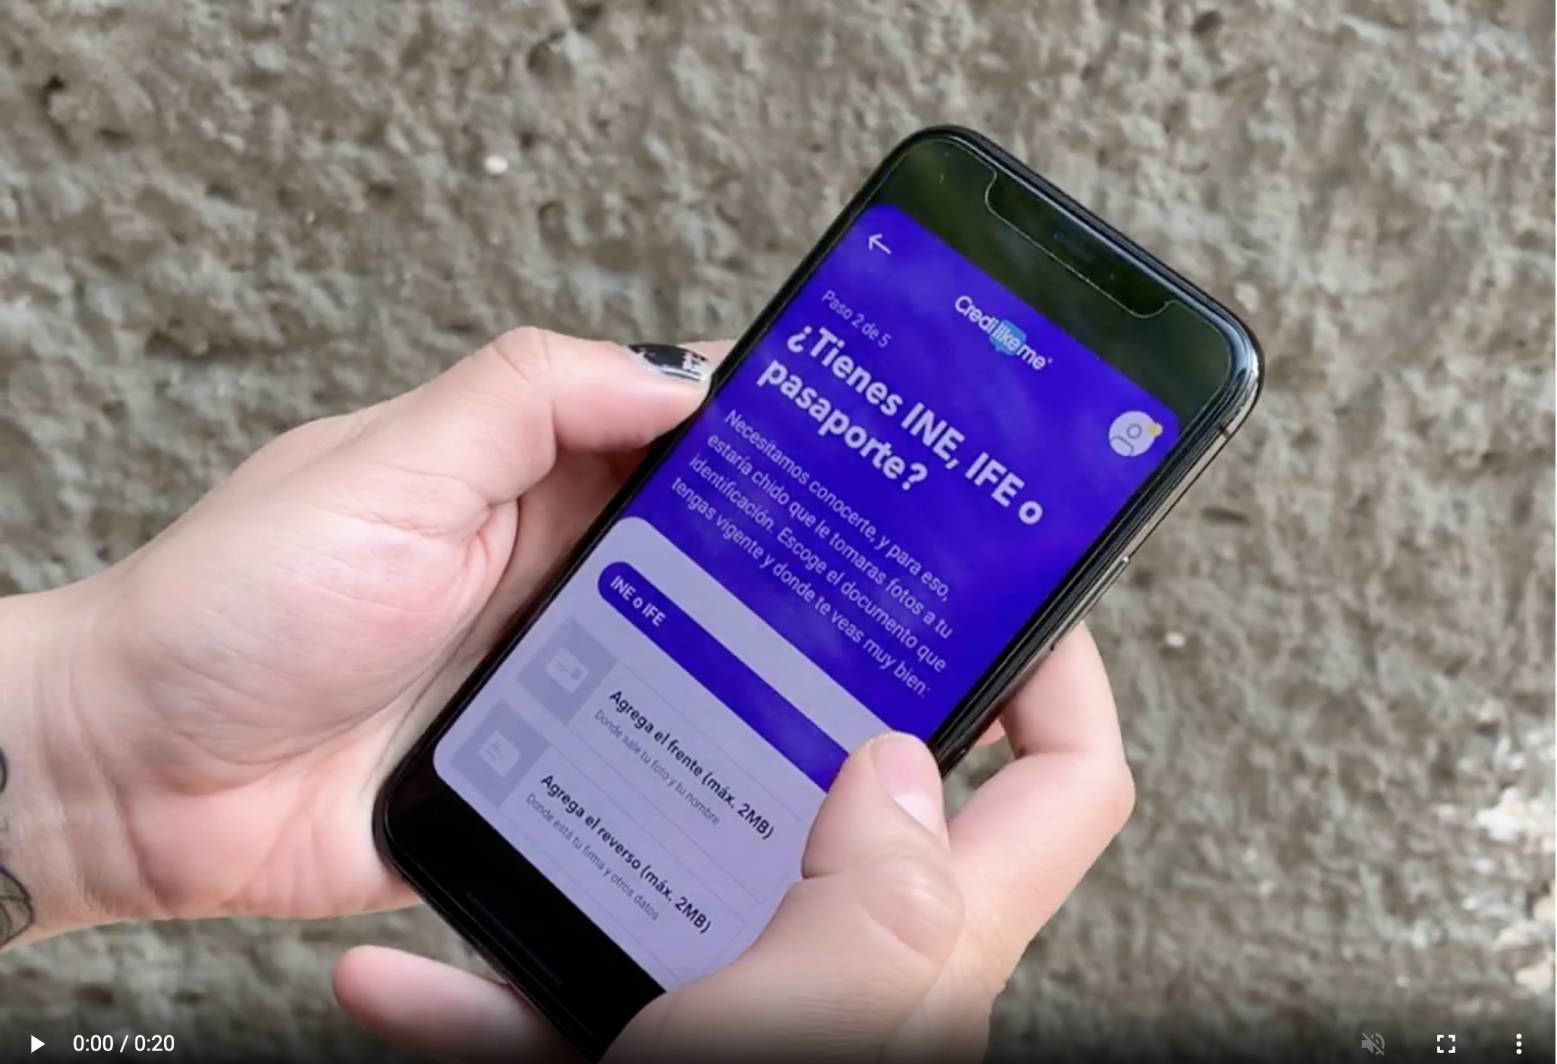 Credilikeme
Paso 2 de 5
¿Tienes INE, IFE o
pasaporte?
Necesitamos conocerte, y para eso,
estaría chido que le tomaras fotos a tu
identificación. Escoge el documento que
tengas vigente y donde te veas muy bien:
INE o IFE
Agrega el frente (máx. 2MB)
Donde sale tu foto y tu nombre
Agrega el reverso (máx. 2MB)
Donde está tu firma y otros datos
0:00 / 0:20